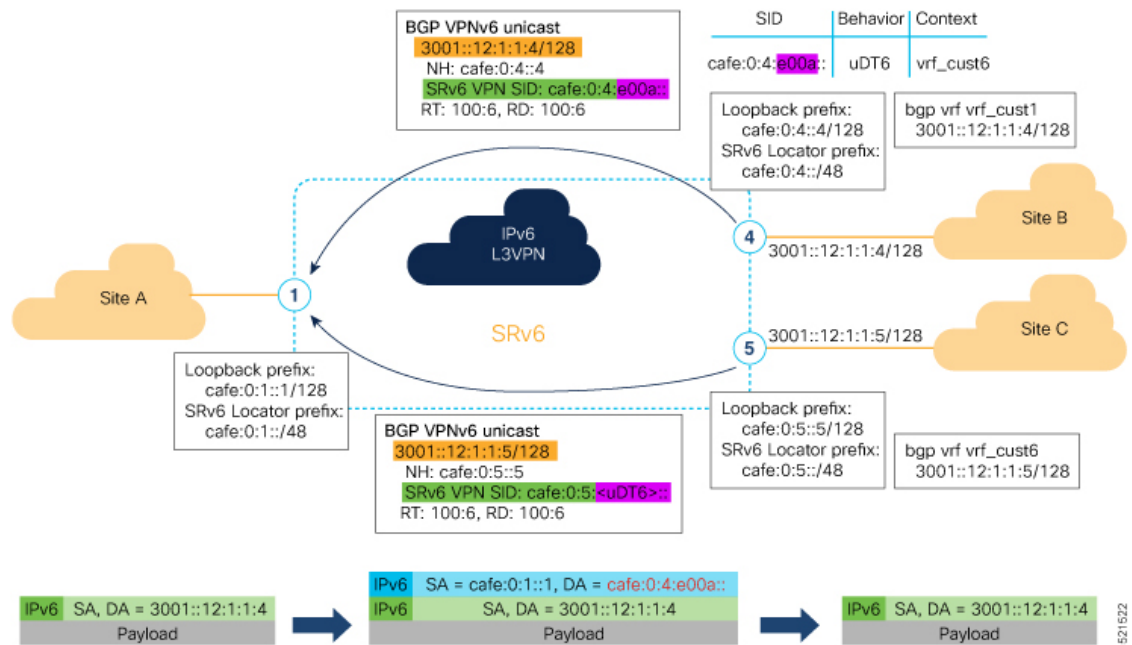 BGP VPNv6 unicast
3001::12:1:1:4/128
NH: cafe:0:4::4
SRv6 VPN SID: cafe:0:4:e00a::
RT: 100:6, RD: 100:6
SID Behavior Context
cafe:0:4:e00a:: uDT6 vrf_cust6
Loopback prefix:
cafe:0:4::4/128
SRv6 Locator prefix:
cafe:0:4::/48
bgp vrf vrf_cust1
3001::12:1:1:4/128
IPv6
L3VPN
Site B
4
3001::12:1:1:4/128
Site A
1
SRv6
3001::12:1:1:5/128
Site C
5
Loopback prefix:
cafe:0:1::1/128
SRv6 Locator prefix:
cafe:0:1::/48
BGP VPNv6 unicast
3001::12:1:1:5/128
NH: cafe:0:5::5
SRv6 VPN SID: cafe:0:5:<uDT6>::
RT: 100:6, RD: 100:6
Loopback prefix:
cafe:0:5::5/128
SRv6 Locator prefix:
cafe:0:5::/48
bgp vrf vrf_cust6
3001::12:1:1:5/128
IPv6 SA, DA = 3001::12:1:1:4
Payload
IPv6 SA = cafe:0:1::1, DA = cafe:0:4:e00a::
IPv6 SA, DA = 3001::12:1:1:4
Payload
IPv6 SA, DA = 3001::12:1:1:4
Payload
521522